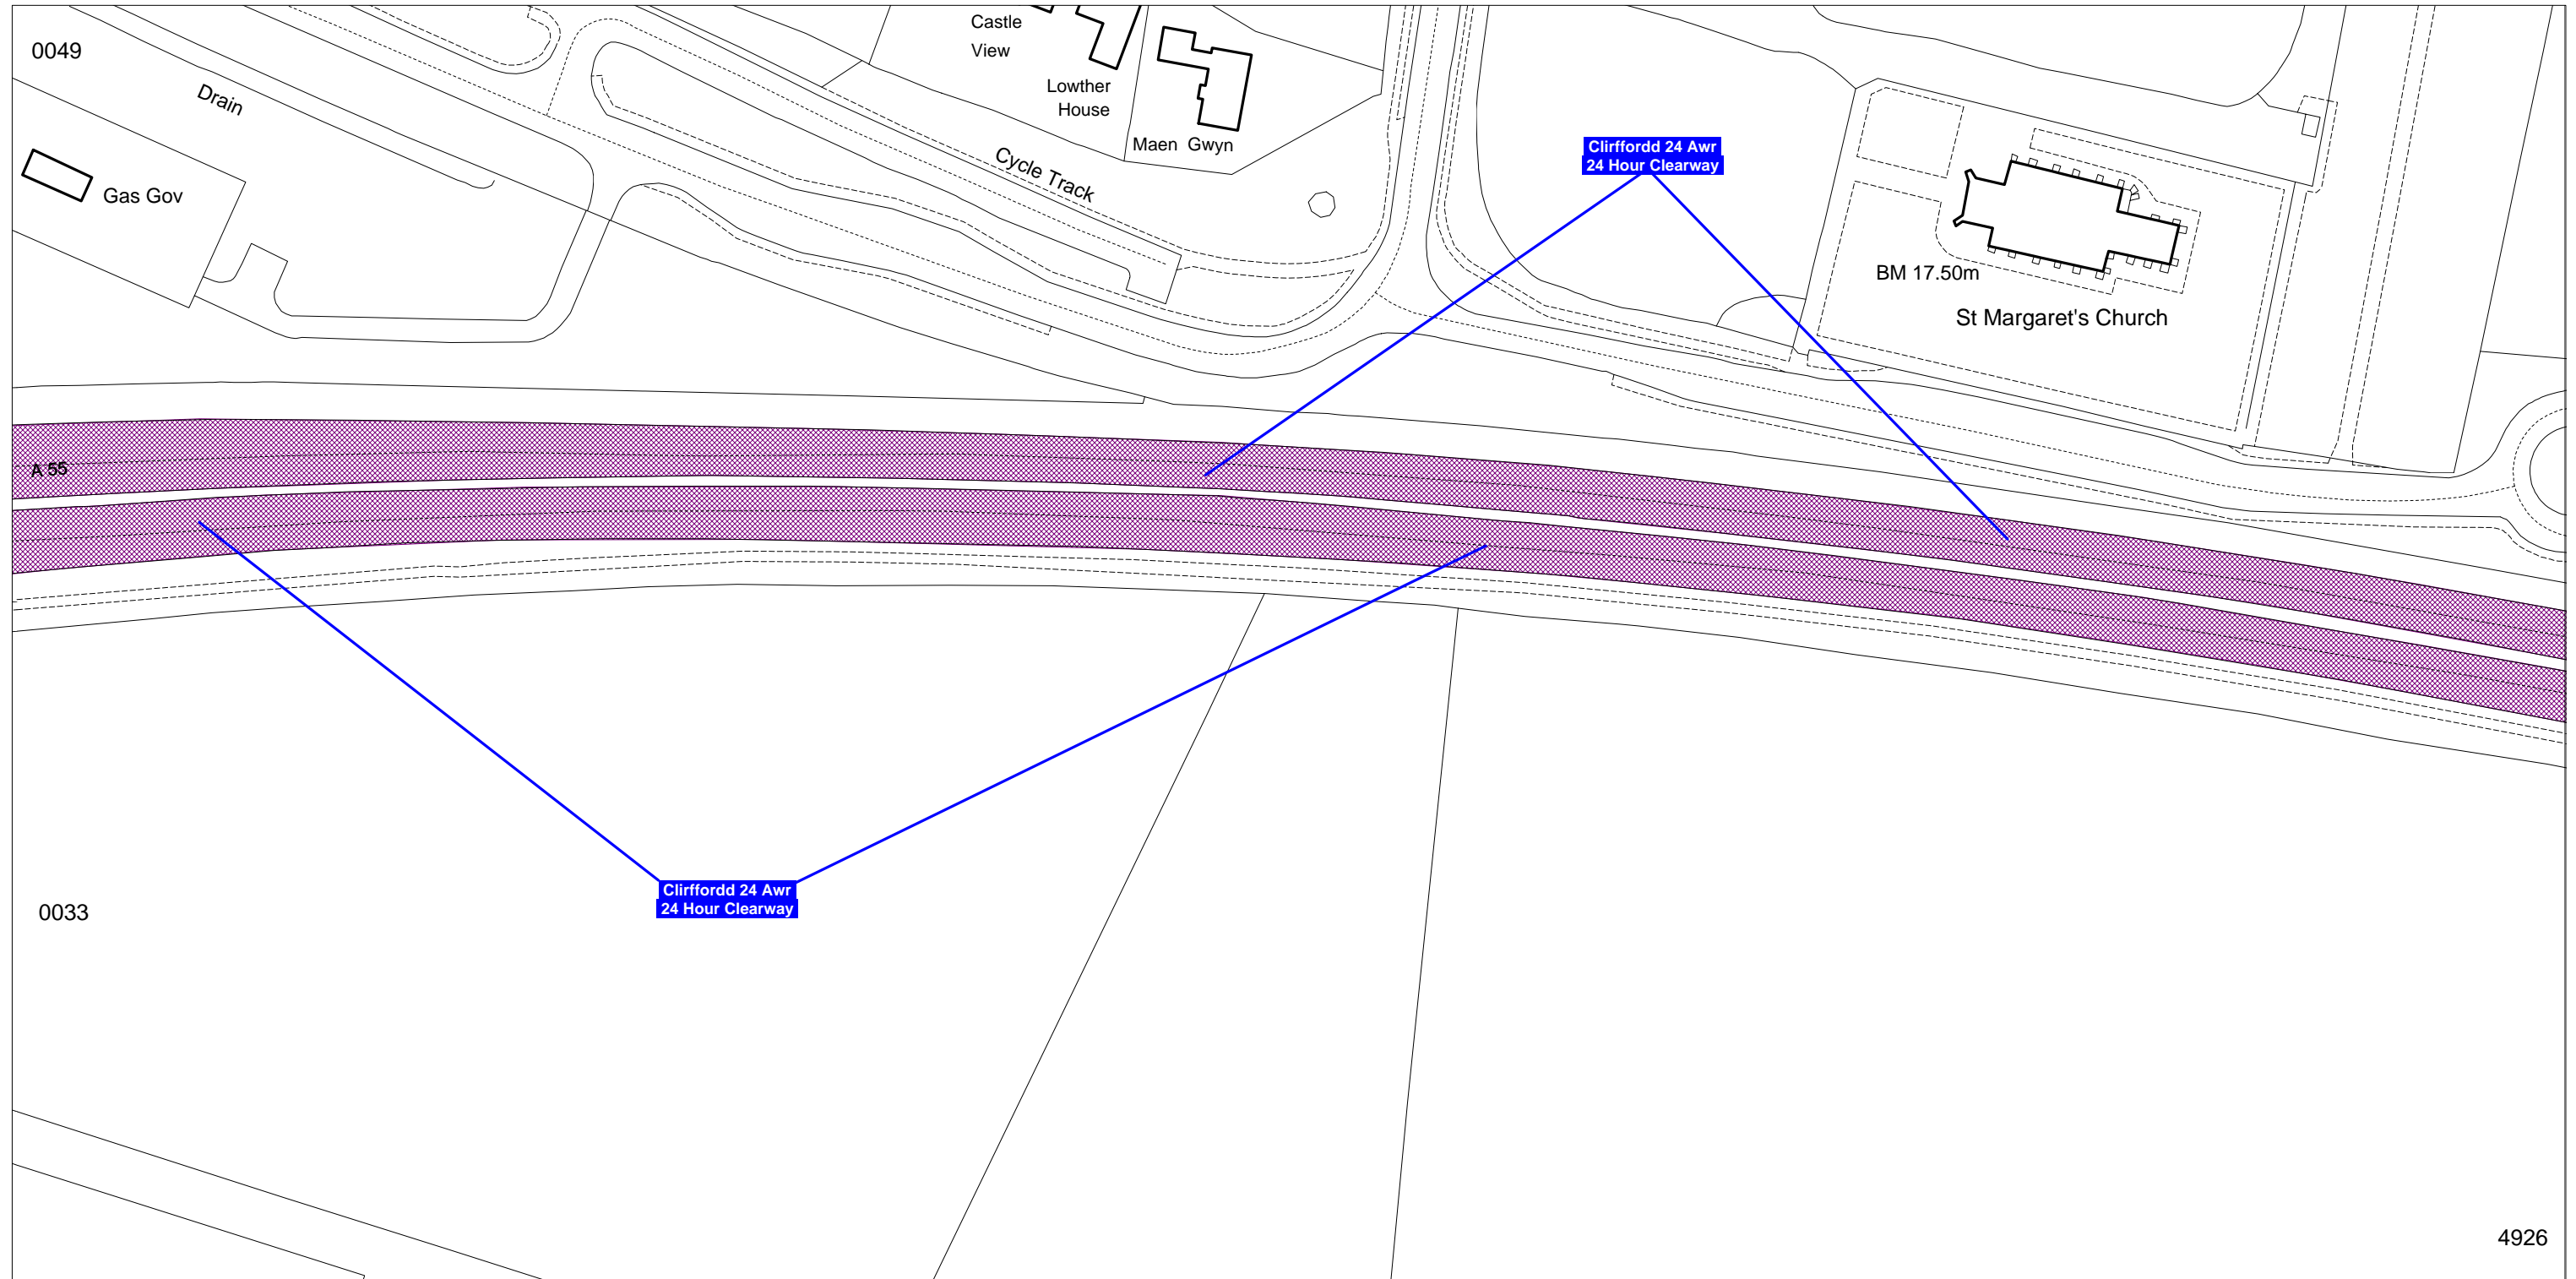 0049
Drain
Gas Gov
Castle
View
Lowther
House
Maen Gwyn
Cycle Track
Clirffordd 24 Awr
24 Hour Clearway
BM 17.50m
St Margaret's Church
A 55
Clirffordd 24 Awr
24 Hour Clearway
0033
4926